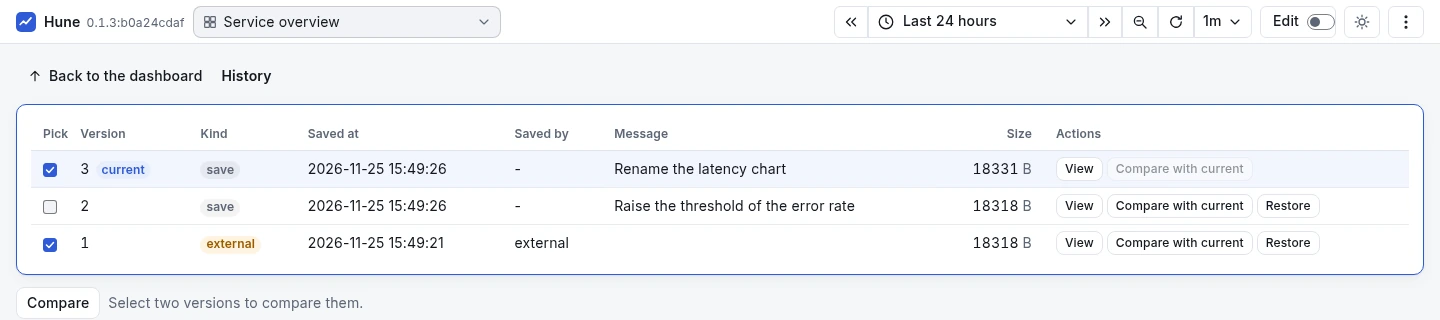 Hune 0.1.3:b0a24cdaf Service overview Last 24 hours 1m Edit
Back to the dashboard History
Pick Version Kind Saved at Saved by Message Size Actions
3 current save 2026-11-25 15:49:26 - Rename the latency chart 18331 B View Compare with current
2 save 2026-11-25 15:49:26 - Raise the threshold of the error rate 18318 B View Compare with current Restore
1 external 2026-11-25 15:49:21 external 18318 B View Compare with current Restore
Compare Select two versions to compare them.